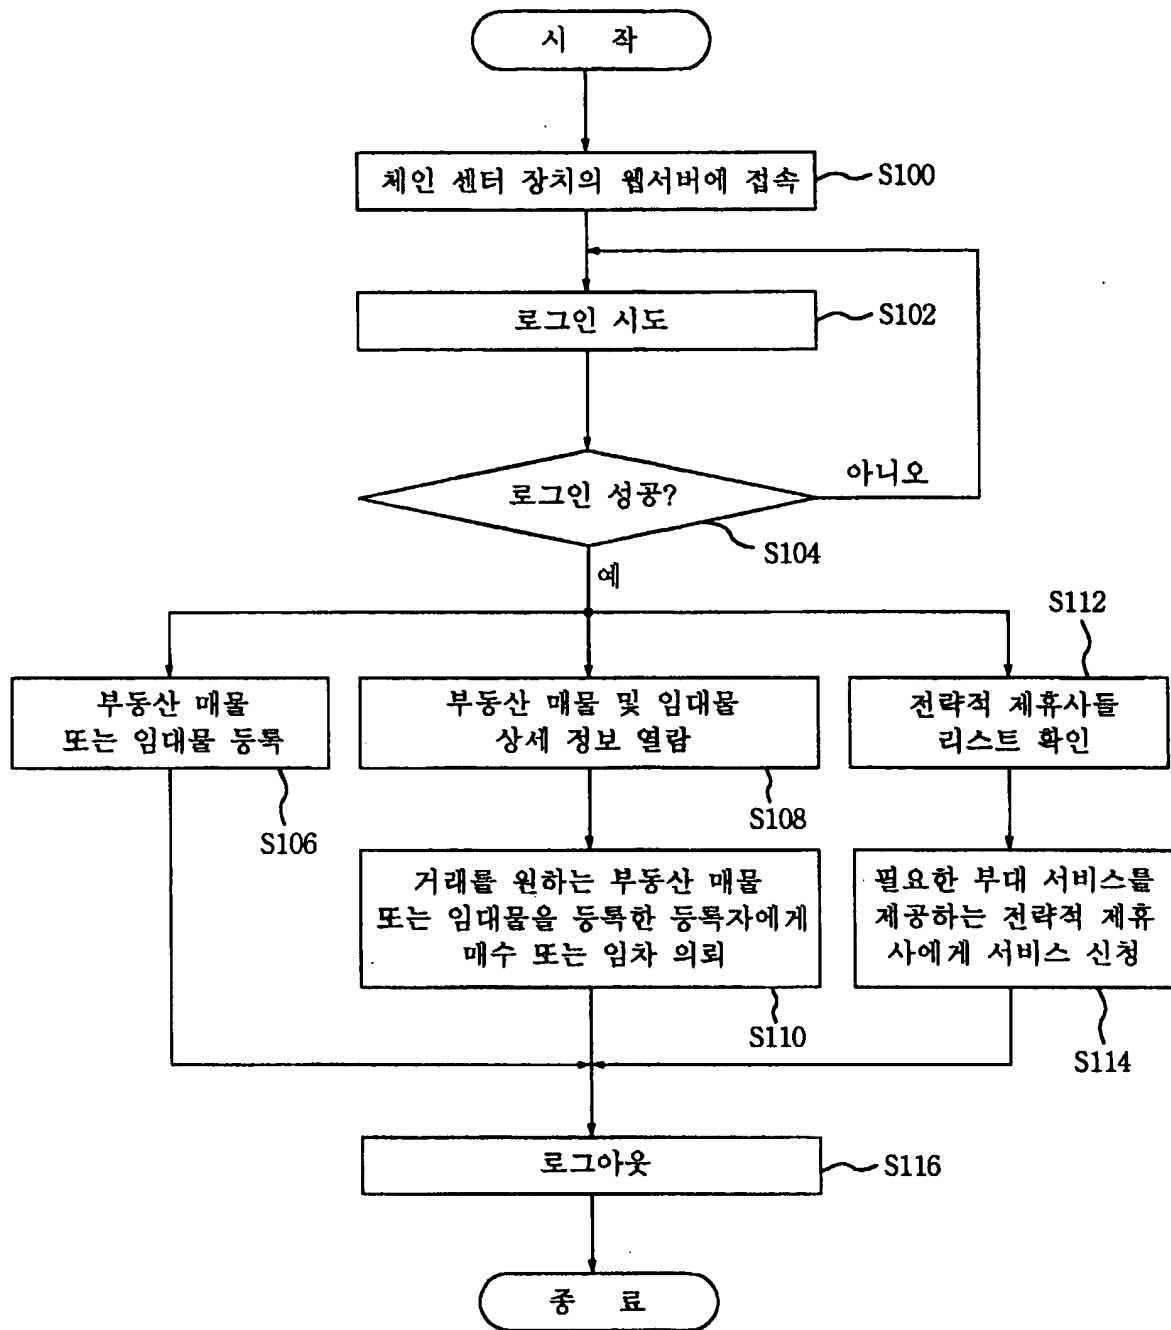 시 작
체인 센터 장치의 웹서버에 접속
S100
로그인 시도
S102
로그인 성공?
아니오
S104
예
S112
부동산 매물
또는 임대물 등록
S106
부동산 매물 및 임대물
상세 정보 열람
S108
전략적 제휴사들
리스트 확인
거래를 원하는 부동산 매물
또는 임대물을 등록한 등록자에게
매수 또는 임차 의뢰
S110
필요한 부대 서비스를
제공하는 전략적 제휴
사에게 서비스 신청
S114
로그아웃
S116
종 료